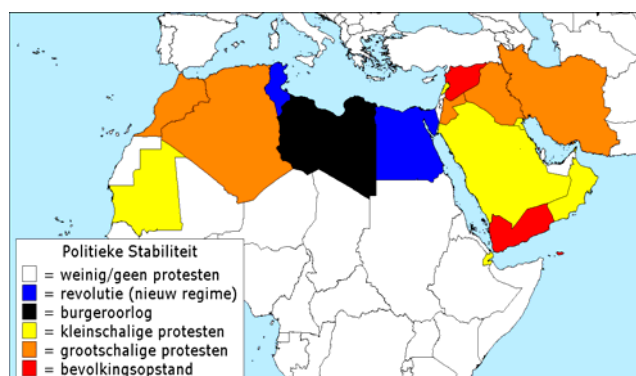 Politieke Stabiliteit
= weinig/geen protesten
= revolutie (nieuw regime)
= burgeroorlog
= kleinschalige protesten
= grootschalige protesten
= bevolkingsopstand